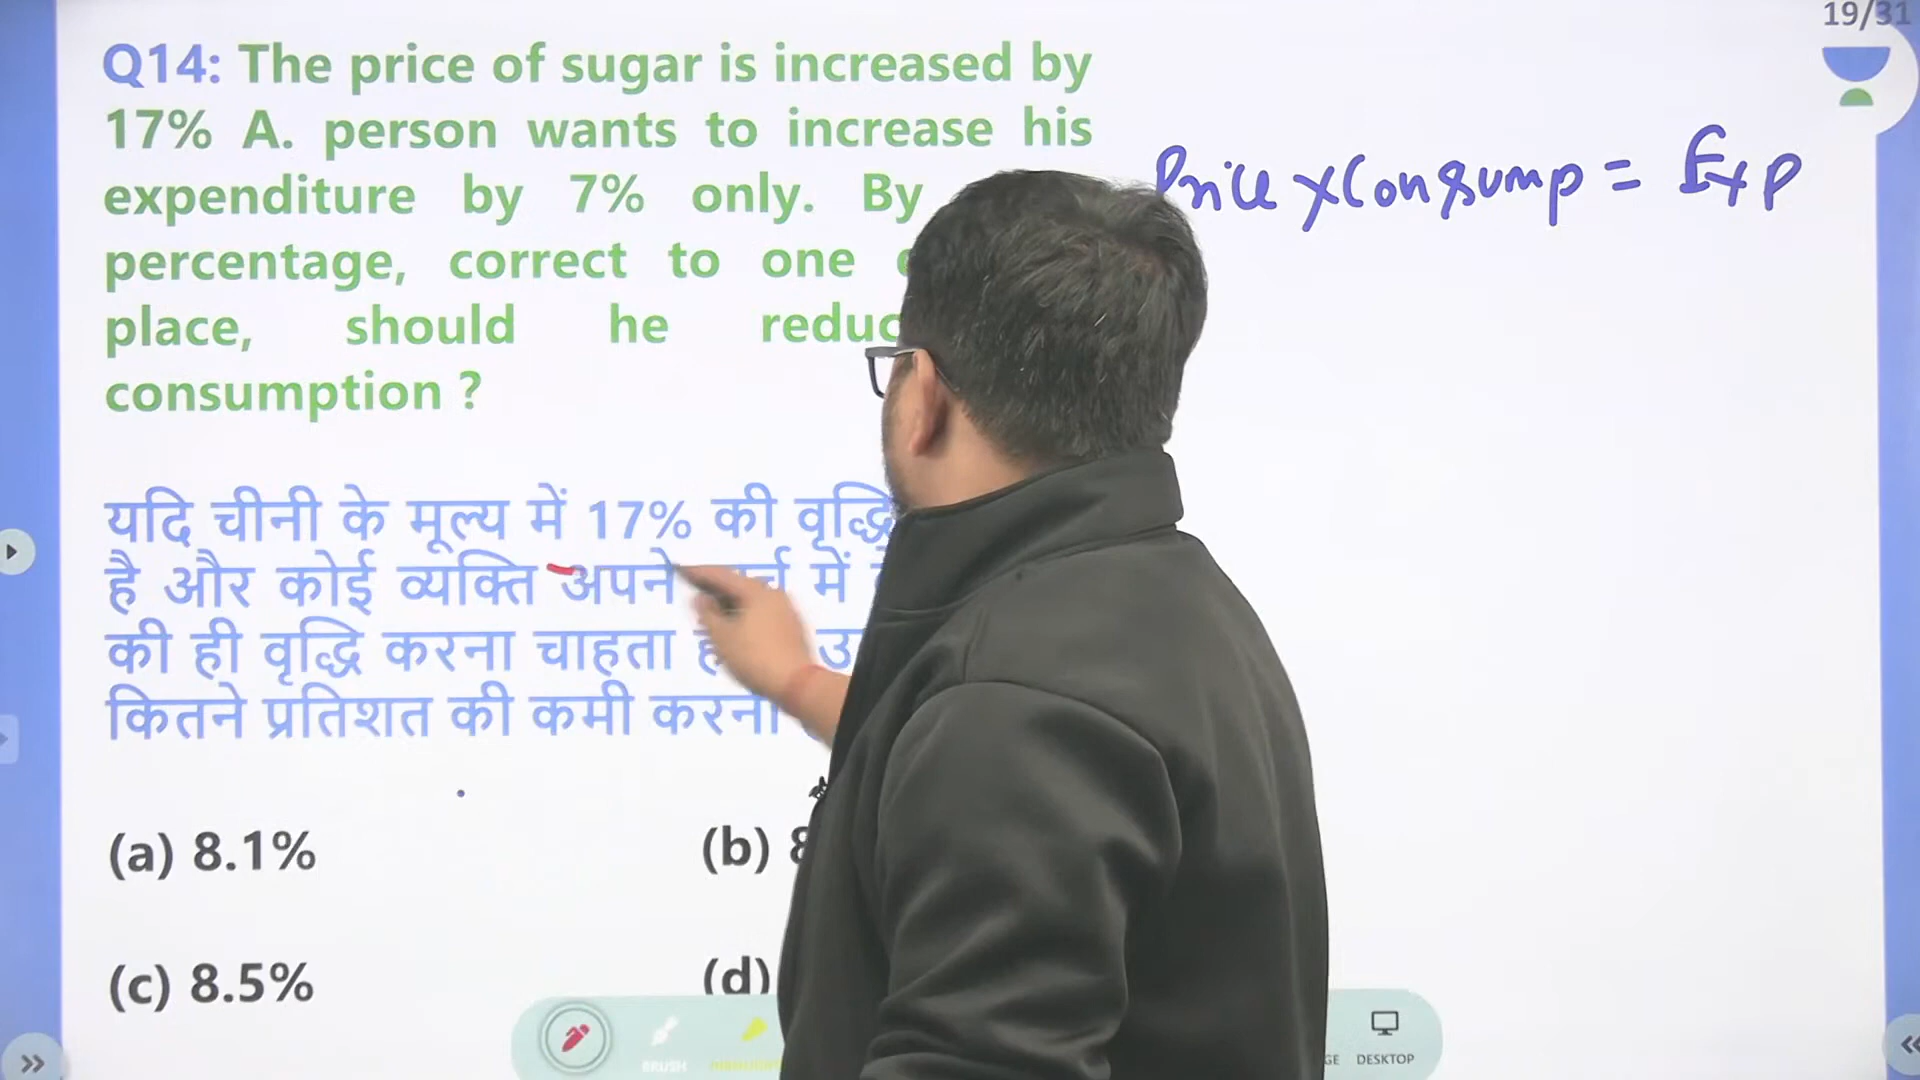 19/31
Q14: The price of sugar is increased by
17% A. person wants to increase his
expenditure by 7% only. By
percentage, correct to one
place, should he
consumption ?
Price x Consump = Exp
यदि चीनी के मूल्य में 17% की वृद्धि
है और कोई व्यक्ति अपने में
की ही वृद्धि करना चाहता
कितने प्रतिशत की कमी करना
(a) 8.1%
(b)
(c) 8.5%
(d)
BRUSH
DESKTOP